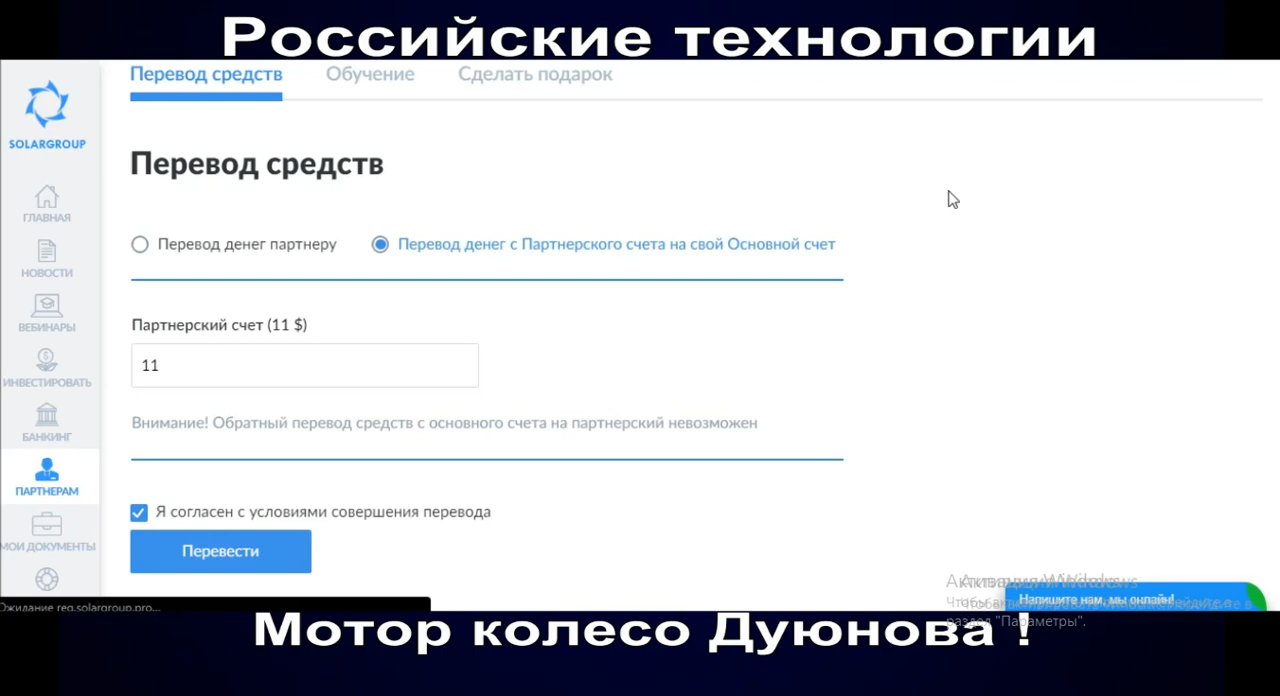 Российские технологии
Перевод средств Обучение Сделать подарок
SOLARGROUP
Перевод средств
ГЛАВНАЯ
Перевод денег партнеру Перевод денег с Партнерского счета на свой Основной счет
НОВОСТИ
ВЕБИНАРЫ
Партнерский счет (11 $)
11
ИНВЕСТИРОВАТЬ
Внимание! Обратный перевод средств с основного счета на партнерский невозможен
БАНКИНГ
ПАРТНЕРАМ
Я согласен с условиями совершения перевода
МОИ ДОКУМЕНТЫ
Перевести
Напишите нам, мы онлайн!
Ожидание reg.solargroup.pro...
раздел "Параметры".
Мотор колесо Дуюнова !